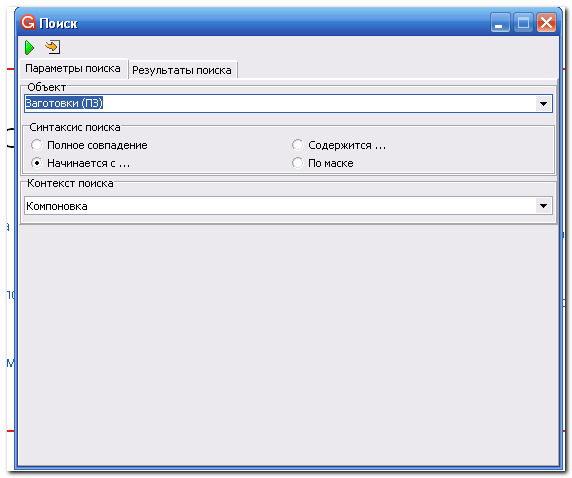 Поиск
Параметры поиска Результаты поиска
Объект
Заготовки (ПЗ)
Синтаксис поиска
Полное совпадение Содержится ...
Начинается с ... По маске
Контекст поиска
Компоновка